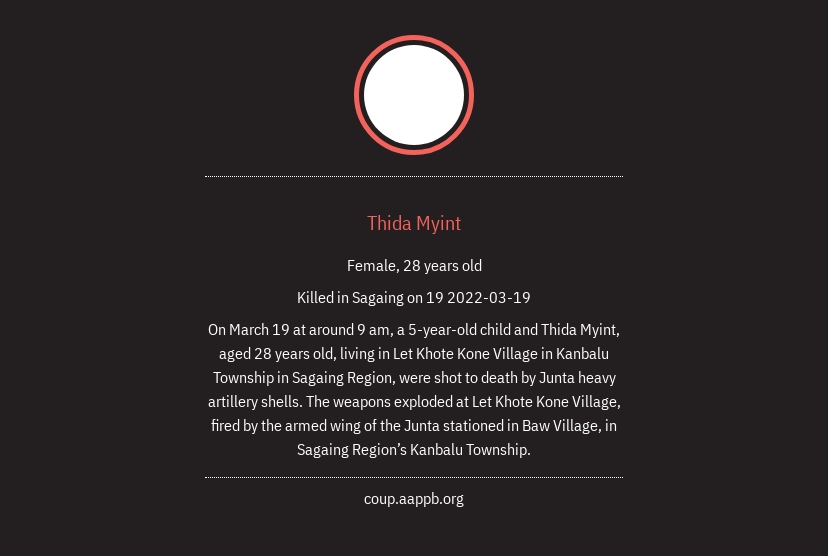 Thida Myint
Female, 28 years old
Killed in Sagaing on 19 2022-03-19
On March 19 at around 9 am, a 5-year-old child and Thida Myint,
aged 28 years old, living in Let Khote Kone Village in Kanbalu
Township in Sagaing Region, were shot to death by Junta heavy
artillery shells. The weapons exploded at Let Khote Kone Village,
fired by the armed wing of the Junta stationed in Baw Village, in
Sagaing Region’s Kanbalu Township.
coup.aappb.org